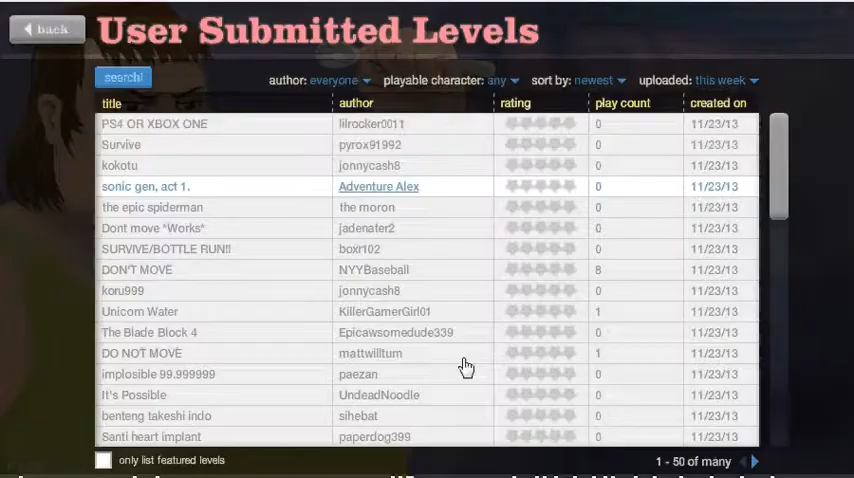 back User Submitted Levels
search! author: everyone playable character: any sort by: newest uploaded: this week
title author rating play count created on
PS4 OR XBOX ONE lilrocker0011 0 11/23/13
Survive pyrox91992 0 11/23/13
kokotu jonnycash8 0 11/23/13
sonic gen, act 1. Adventure Alex 0 11/23/13
the epic spiderman the moron 0 11/23/13
Dont move *Works* jadenater2 0 11/23/13
SURVIVE/BOTTLE RUN!! boxr102 0 11/23/13
DON'T MOVE NYYBaseball 8 11/23/13
koru999 jonnycash8 0 11/23/13
Unicorn Water KillerGamerGirl01 1 11/23/13
The Blade Block 4 Epicawsomedude339 0 11/23/13
DO NOT MOVE mattwilltum 1 11/23/13
implosible 99.999999 paezan 0 11/23/13
It's Possible UndeadNoodle 0 11/23/13
benteng takeshi indo sihebat 0 11/23/13
Santi heart implant paperdog399 0 11/23/13
only list featured levels 1 - 50 of many